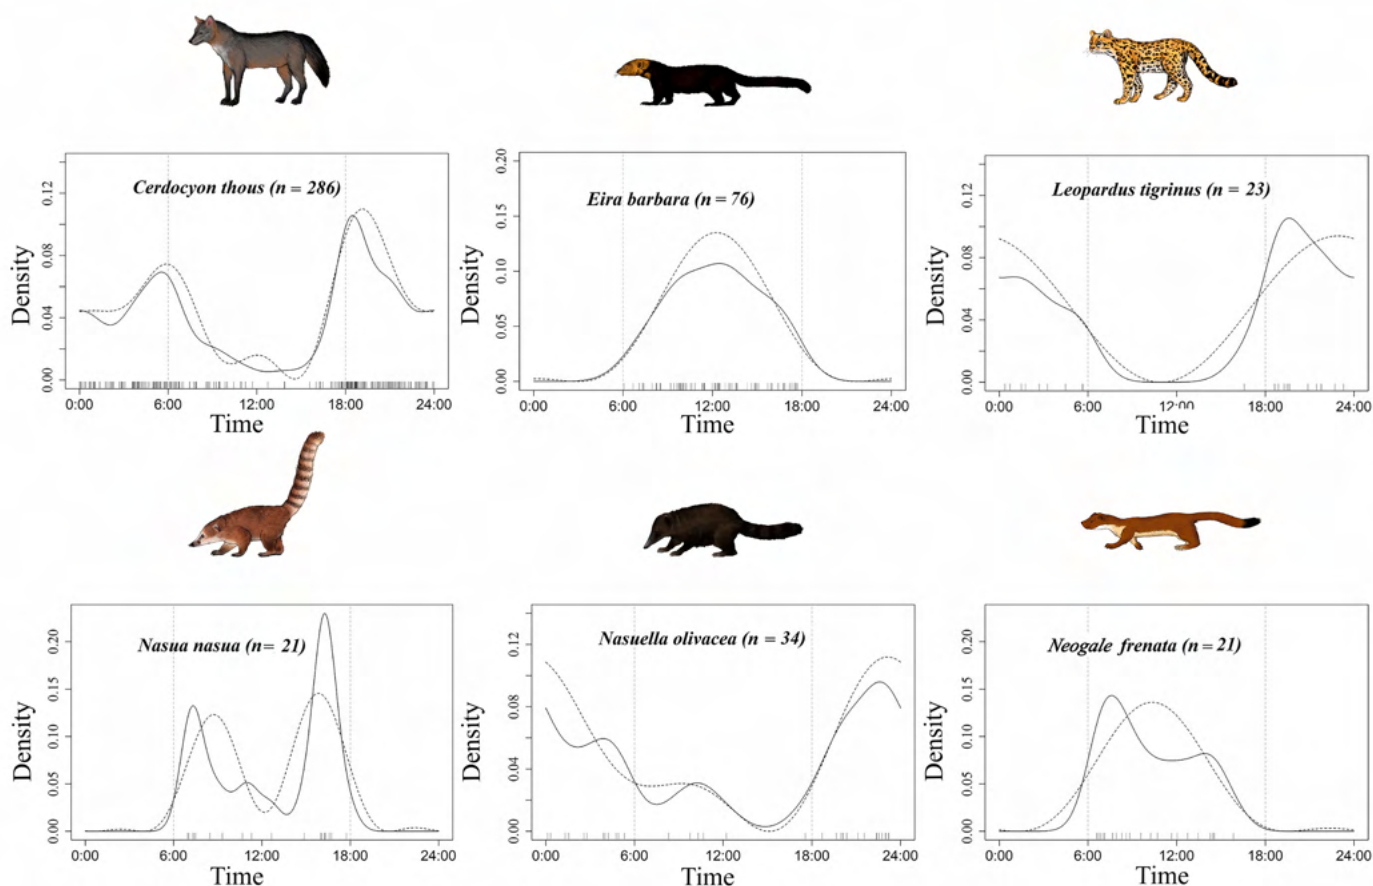 Cerdocyon thous (n = 286)
Density
0.00 0.04 0.08 0.12
0:00 6:00 12:00 18:00 24:00
Time
Eira barbara (n = 76)
Density
0.00 0.05 0.10 0.15 0.20
0:00 6:00 12:00 18:00 24:00
Time
Leopardus tigrinus (n = 23)
Density
0.00 0.04 0.08 0.12
0:00 6:00 12:00 18:00 24:00
Time
Nasua nasua (n= 21)
Density
0.00 0.05 0.10 0.15 0.20
0:00 6:00 12:00 18:00 24:00
Time
Nasuella olivacea (n = 34)
Density
0.00 0.04 0.08 0.12
0:00 6:00 12:00 18:00 24:00
Time
Neogale frenata (n = 21)
Density
0.00 0.05 0.10 0.15 0.20
0:00 6:00 12:00 18:00 24:00
Time